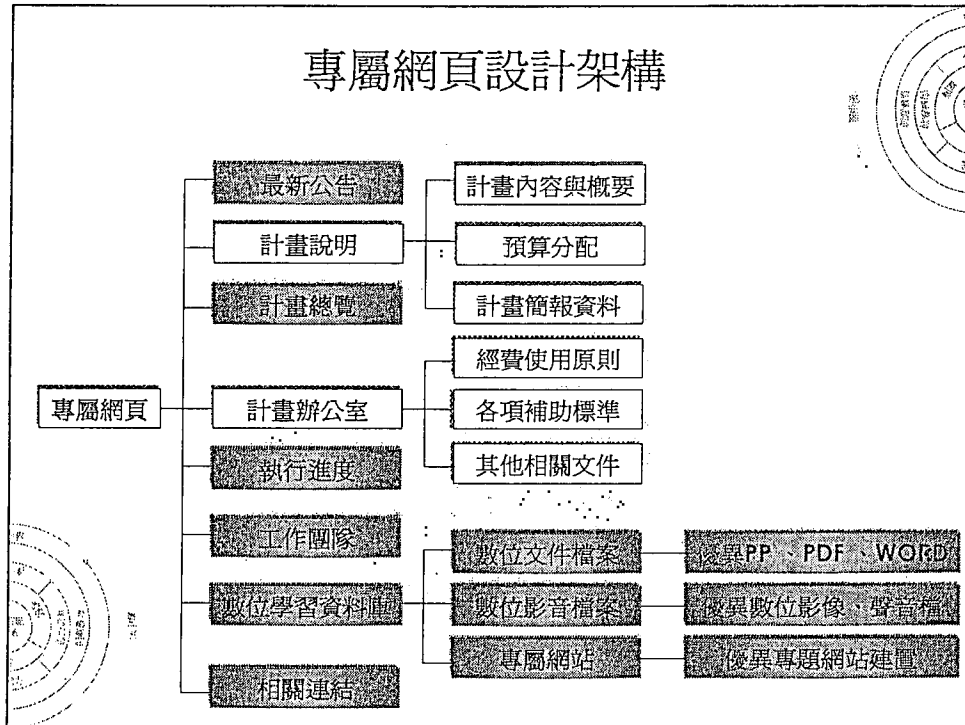 專屬網頁設計架構
最新公告
計畫內容與概要
計畫說明
預算分配
計畫總覽
計畫簡報資料
經費使用原則
專屬網頁
計畫辦公室
各項補助標準
執行進度
其他相關文件
工作團隊
數位文件檔案
優異PP、PDF、WORD
數位學習資料庫
數位影音檔案
優異數位影像、聲音檔
專屬網站
優異專題網站建置
相關連結